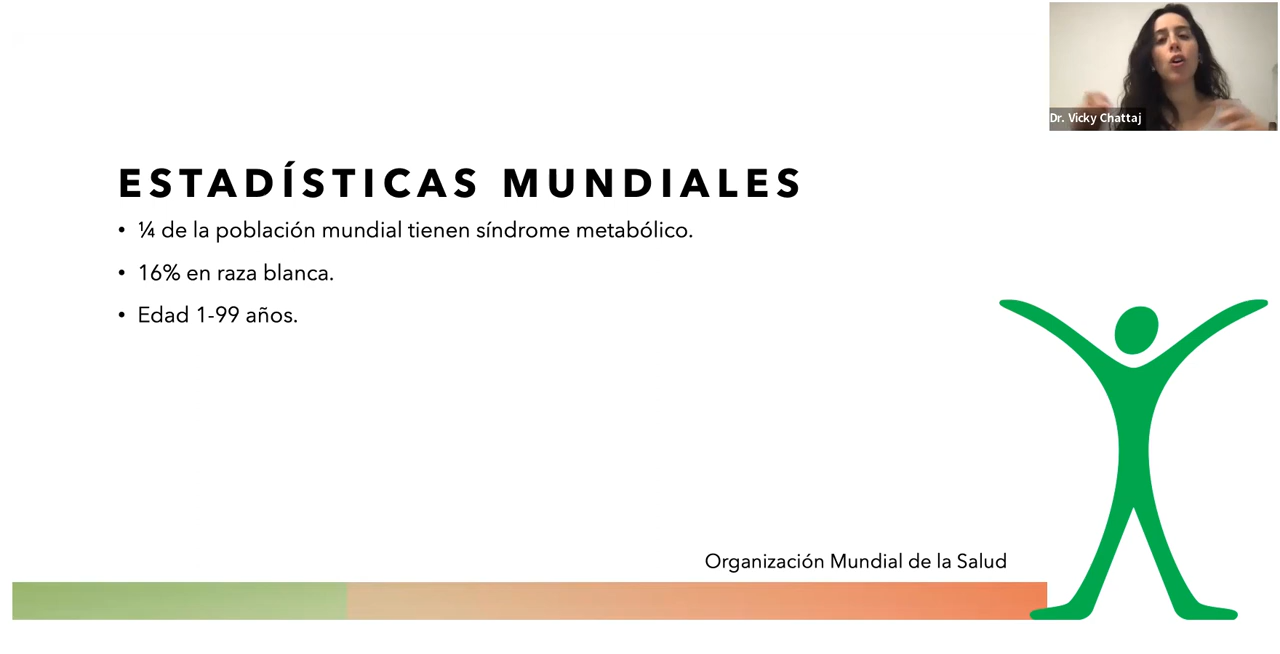 Dr. Vicky Chattaj
ESTADÍSTICAS MUNDIALES
• ¼ de la población mundial tienen síndrome metabólico.
• 16% en raza blanca.
• Edad 1-99 años.
Organización Mundial de la Salud